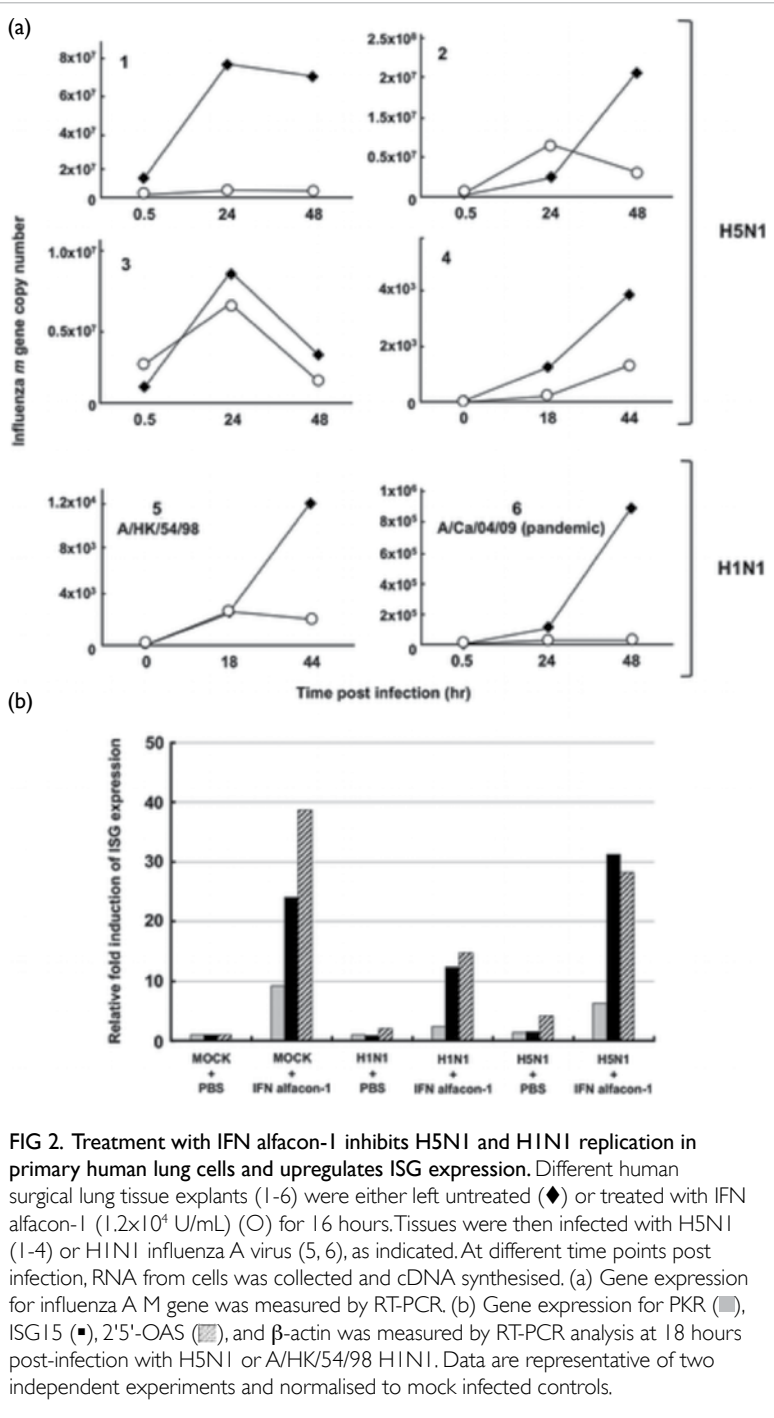 (a)
1
8x10⁷
6x10⁷
4x10⁷
2x10⁷
0
0.5 24 48
2
2.5x10⁸
2x10⁷
1.5x10⁷
0.5x10⁷
0
0.5 24 48
3
1.0x10⁷
0.5x10⁷
0
0.5 24 48
4
4x10³
2x10³
0
0 18 44
H5N1
Influenza m gene copy number
5
A/HK/54/98
1.2x10⁴
8x10³
4x10³
0
0 18 44
6
A/Ca/04/09 (pandemic)
1x10⁶
8x10⁵
6x10⁵
4x10⁵
2x10⁵
0
0.5 24 48
H1N1
Time post infection (hr)
(b)
Relative fold induction of ISG expression
50
40
30
20
10
0
MOCK MOCK H1N1 H1N1 H5N1 H5N1
+ + + + + +
PBS IFN alfacon-1 PBS IFN alfacon-1 PBS IFN alfacon-1
FIG 2. Treatment with IFN alfacon-1 inhibits H5N1 and H1N1 replication in
primary human lung cells and upregulates ISG expression. Different human
surgical lung tissue explants (1-6) were either left untreated (◆) or treated with IFN
alfacon-1 (1.2x10⁴ U/mL) (O) for 16 hours. Tissues were then infected with H5N1
(1-4) or H1N1 influenza A virus (5, 6), as indicated. At different time points post
infection, RNA from cells was collected and cDNA synthesised. (a) Gene expression
for influenza A M gene was measured by RT-PCR. (b) Gene expression for PKR (■),
ISG15 (▪), 2'5'-OAS (▨), and β-actin was measured by RT-PCR analysis at 18 hours
post-infection with H5N1 or A/HK/54/98 H1N1. Data are representative of two
independent experiments and normalised to mock infected controls.